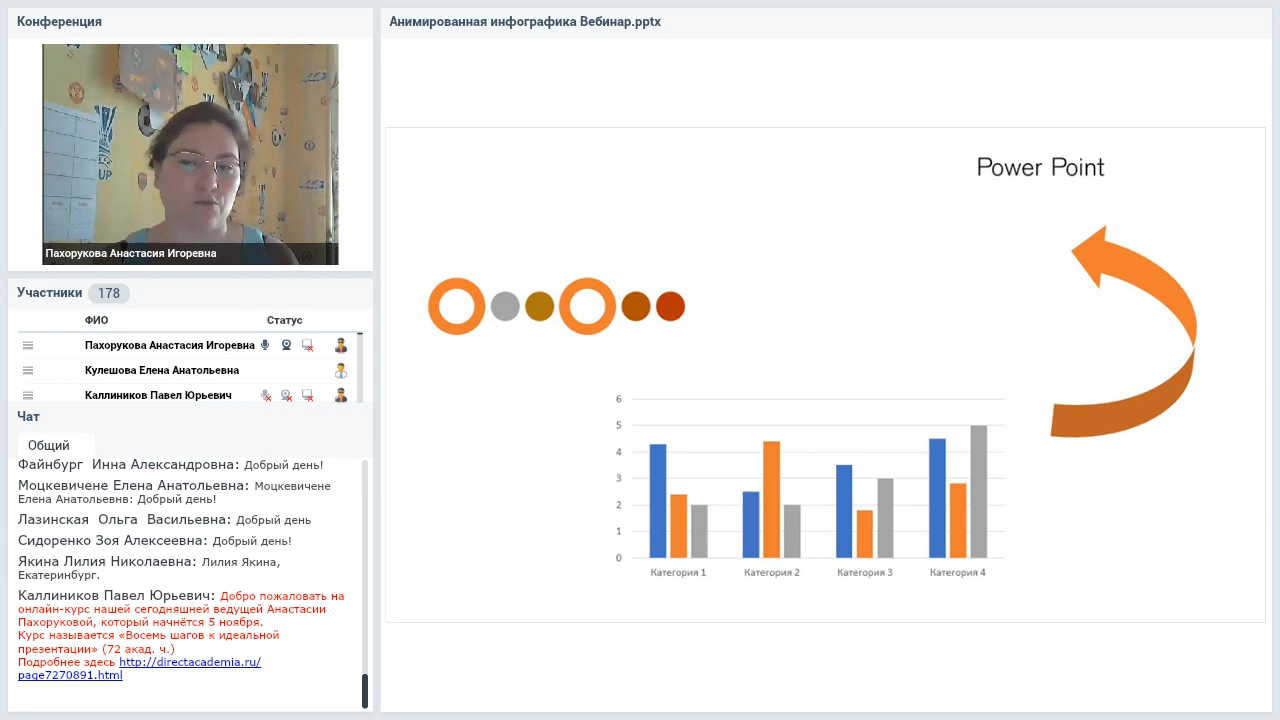 Конференция
Пахорукова Анастасия Игоревна
Участники 178
ФИО Статус
Пахорукова Анастасия Игоревна
Кулешова Елена Анатольевна
Каллиников Павел Юрьевич
Чат
Общий
Файнбург Инна Александровна: Добрый день!
Моцкевичене Елена Анатольевна: Моцкевичене
Елена Анатольевнв: Добрый день!
Лазинская Ольга Васильевна: Добрый день
Сидоренко Зоя Алексеевна: Добрый день!
Якина Лилия Николаевна: Лилия Якина,
Екатеринбург.
Каллиников Павел Юрьевич: Добро пожаловать на
онлайн-курс нашей сегодняшней ведущей Анастасии
Пахоруковой, который начнётся 5 ноября.
Курс называется «Восемь шагов к идеальной
презентации» (72 акад. ч.)
Подробнее здесь http://directacademia.ru/
page7270891.html
Анимированная инфографика Вебинар.pptx
Power Point
6
5
4
3
2
1
0
Категория 1 Категория 2 Категория 3 Категория 4